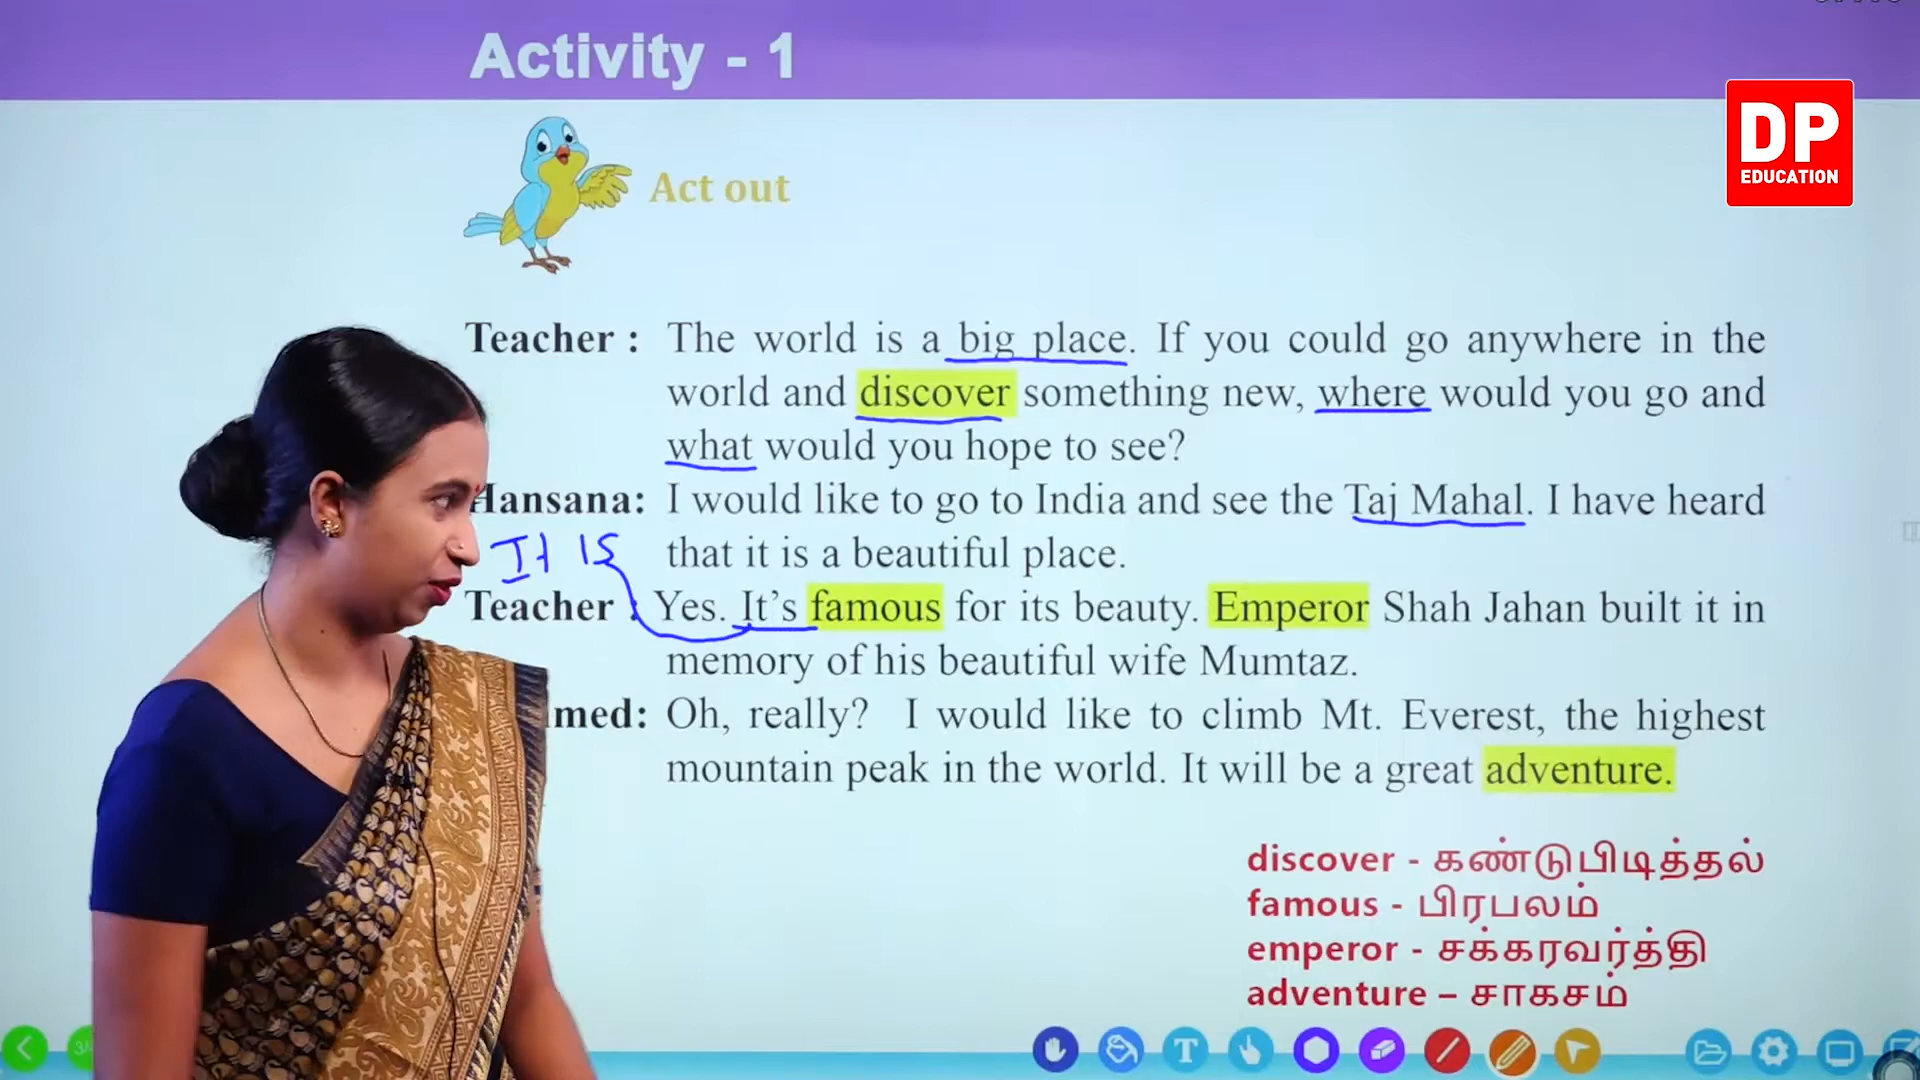 Activity - 1
DP
EDUCATION
Act out
Teacher : The world is a big place. If you could go anywhere in the
world and discover something new, where would you go and
what would you hope to see?
Hansana: I would like to go to India and see the Taj Mahal. I have heard
that it is a beautiful place.
It is
Teacher : Yes. It's famous for its beauty. Emperor Shah Jahan built it in
memory of his beautiful wife Mumtaz.
med: Oh, really? I would like to climb Mt. Everest, the highest
mountain peak in the world. It will be a great adventure.
discover - கண்டுபிடித்தல்
famous - பிரபலம்
emperor - சக்கரவர்த்தி
adventure – சாகசம்
T